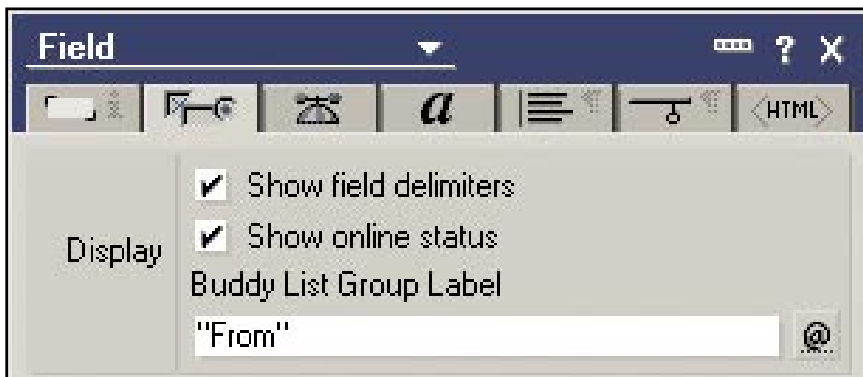 Field ? X
a <HTML>
Show field delimiters
Show online status
Display
Buddy List Group Label
"From" @